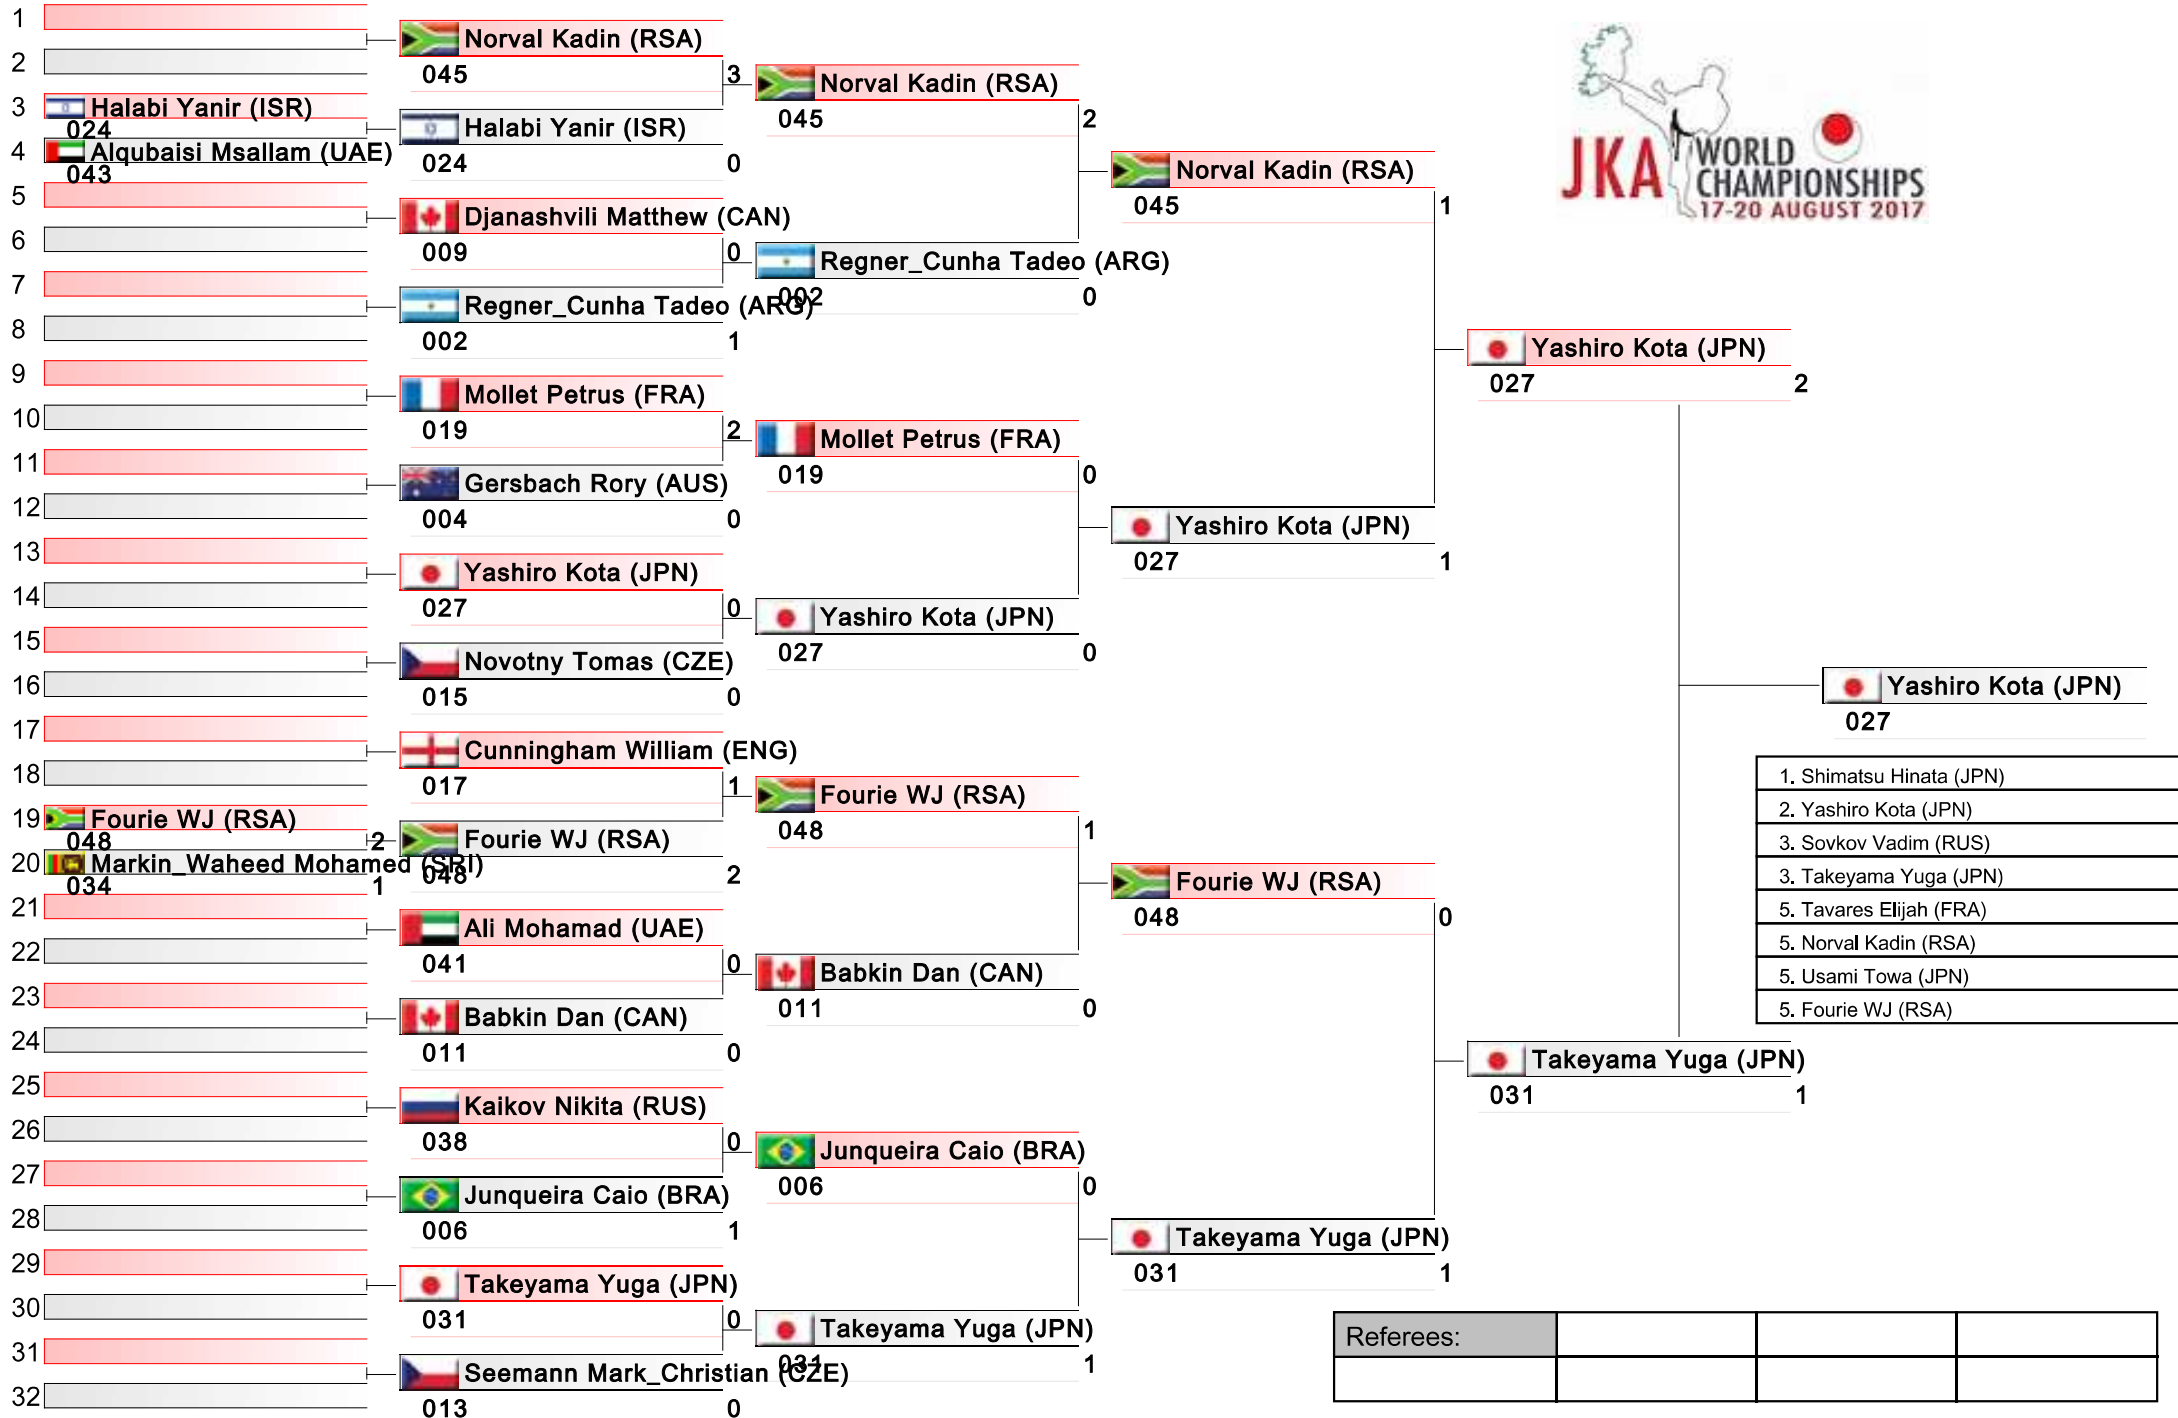 1
2
3 Halabi Yanir (ISR)
024
4 Alqubaisi Msallam (UAE)
043
5
6
7
8
9
10
11
12
13
14
15
16
17
18
19 Fourie WJ (RSA)
048 2
20 Markin_Waheed Mohamed (SRI)
034 1
21
22
23
24
25
26
27
28
29
30
31
32
Norval Kadin (RSA)
045 3
Halabi Yanir (ISR)
024 0
Djanashvili Matthew (CAN)
009 0
Regner_Cunha Tadeo (ARG)
002 1
Mollet Petrus (FRA)
019 2
Gersbach Rory (AUS)
004 0
Yashiro Kota (JPN)
027 0
Novotny Tomas (CZE)
015 0
Cunningham William (ENG)
017 1
Fourie WJ (RSA)
048 2
Ali Mohamad (UAE)
041 0
Babkin Dan (CAN)
011 0
Kaikov Nikita (RUS)
038 0
Junqueira Caio (BRA)
006 1
Takeyama Yuga (JPN)
031 0
Seemann Mark_Christian (CZE)
013 0
Norval Kadin (RSA)
045 2
Regner_Cunha Tadeo (ARG)
002 0
Mollet Petrus (FRA)
019 0
Yashiro Kota (JPN)
027 0
Fourie WJ (RSA)
048 1
Babkin Dan (CAN)
011 0
Junqueira Caio (BRA)
006 0
Takeyama Yuga (JPN)
031 1
Norval Kadin (RSA)
045 1
Yashiro Kota (JPN)
027 1
Fourie WJ (RSA)
048 0
Takeyama Yuga (JPN)
031 1
Yashiro Kota (JPN)
027 2
Takeyama Yuga (JPN)
031 1
Yashiro Kota (JPN)
027
JKA WORLD
CHAMPIONSHIPS
17-20 AUGUST 2017
1. Shimatsu Hinata (JPN)
2. Yashiro Kota (JPN)
3. Sovkov Vadim (RUS)
3. Takeyama Yuga (JPN)
5. Tavares Elijah (FRA)
5. Norval Kadin (RSA)
5. Usami Towa (JPN)
5. Fourie WJ (RSA)
Referees: